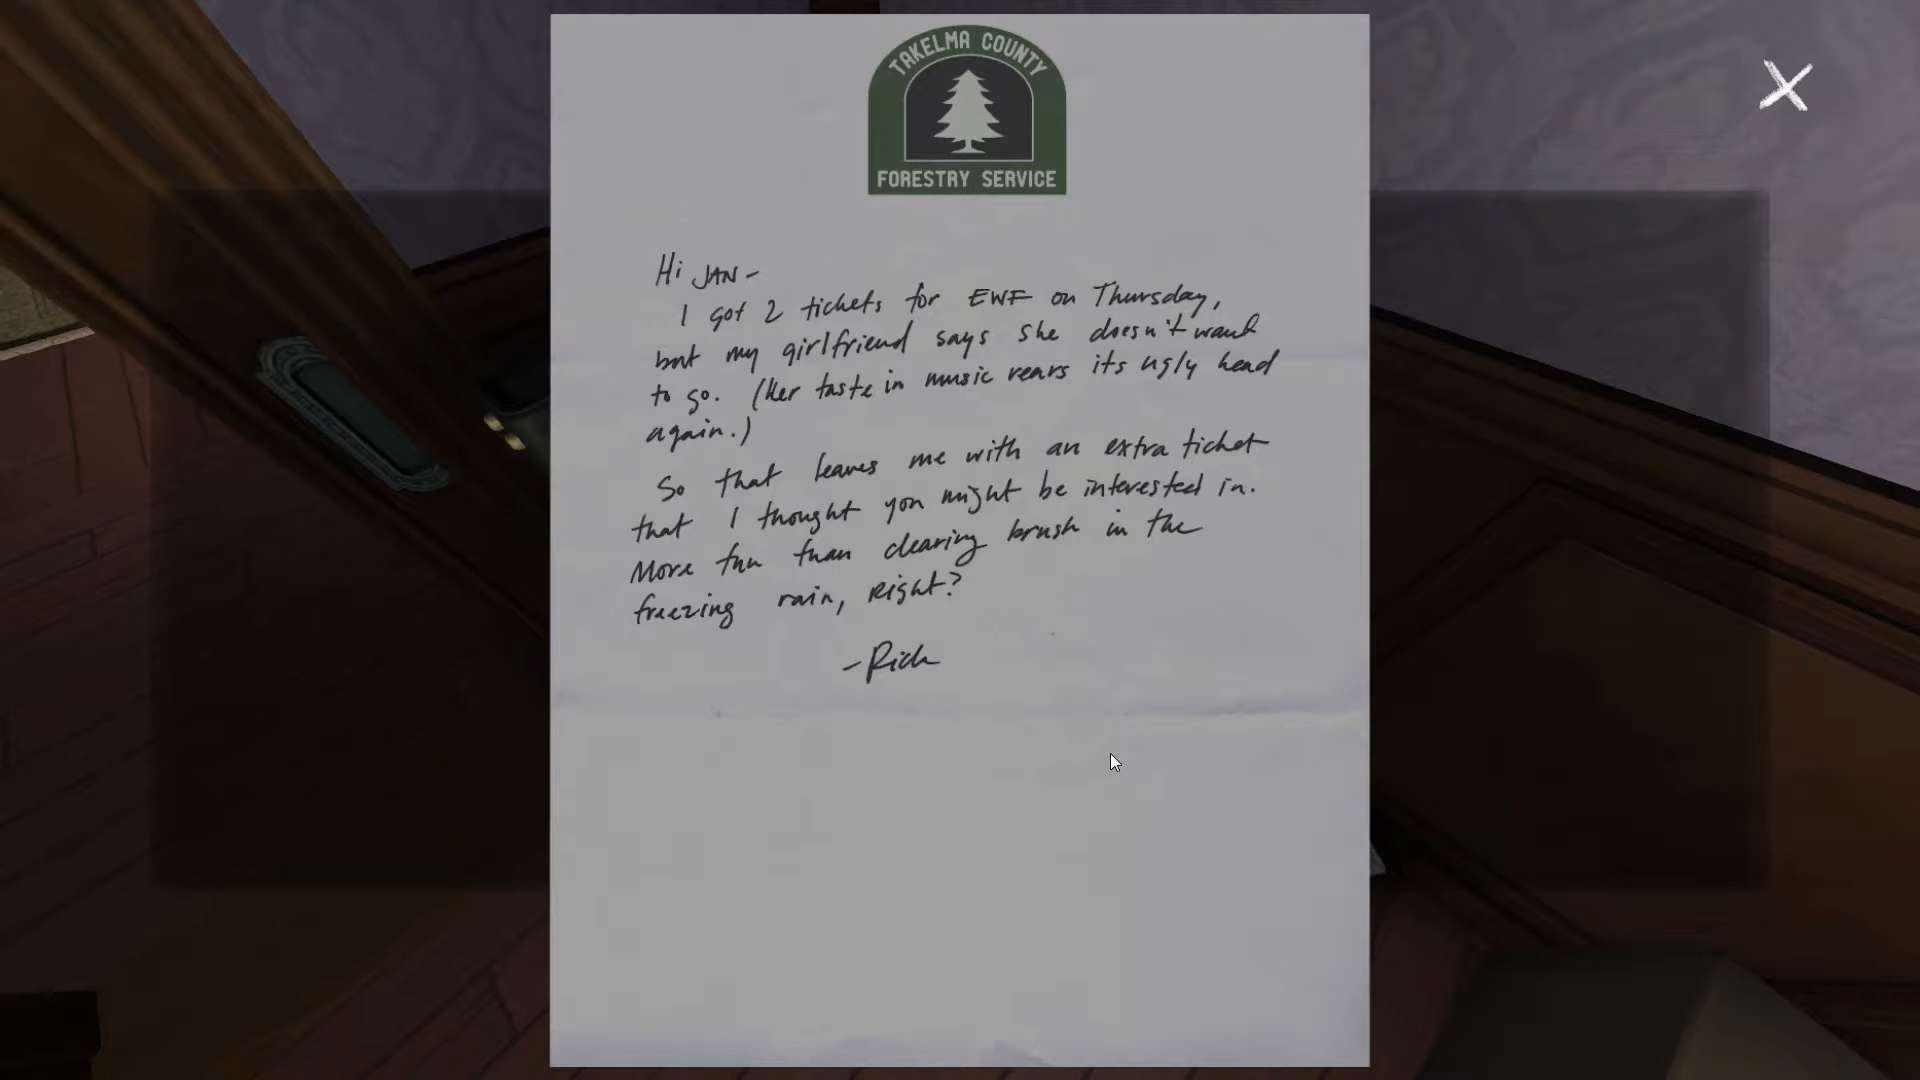 TAKELMA COUNTY
FORESTRY SERVICE
Hi JAN-
I got 2 tickets for EWF on Thursday,
but my girlfriend says she doesn't want
to go. (Her taste in music rears its ugly head
again.)
So that leaves me with an extra ticket
that I thought you might be interested in.
More fun than clearing brush in the
freezing rain, Right?
-Rich